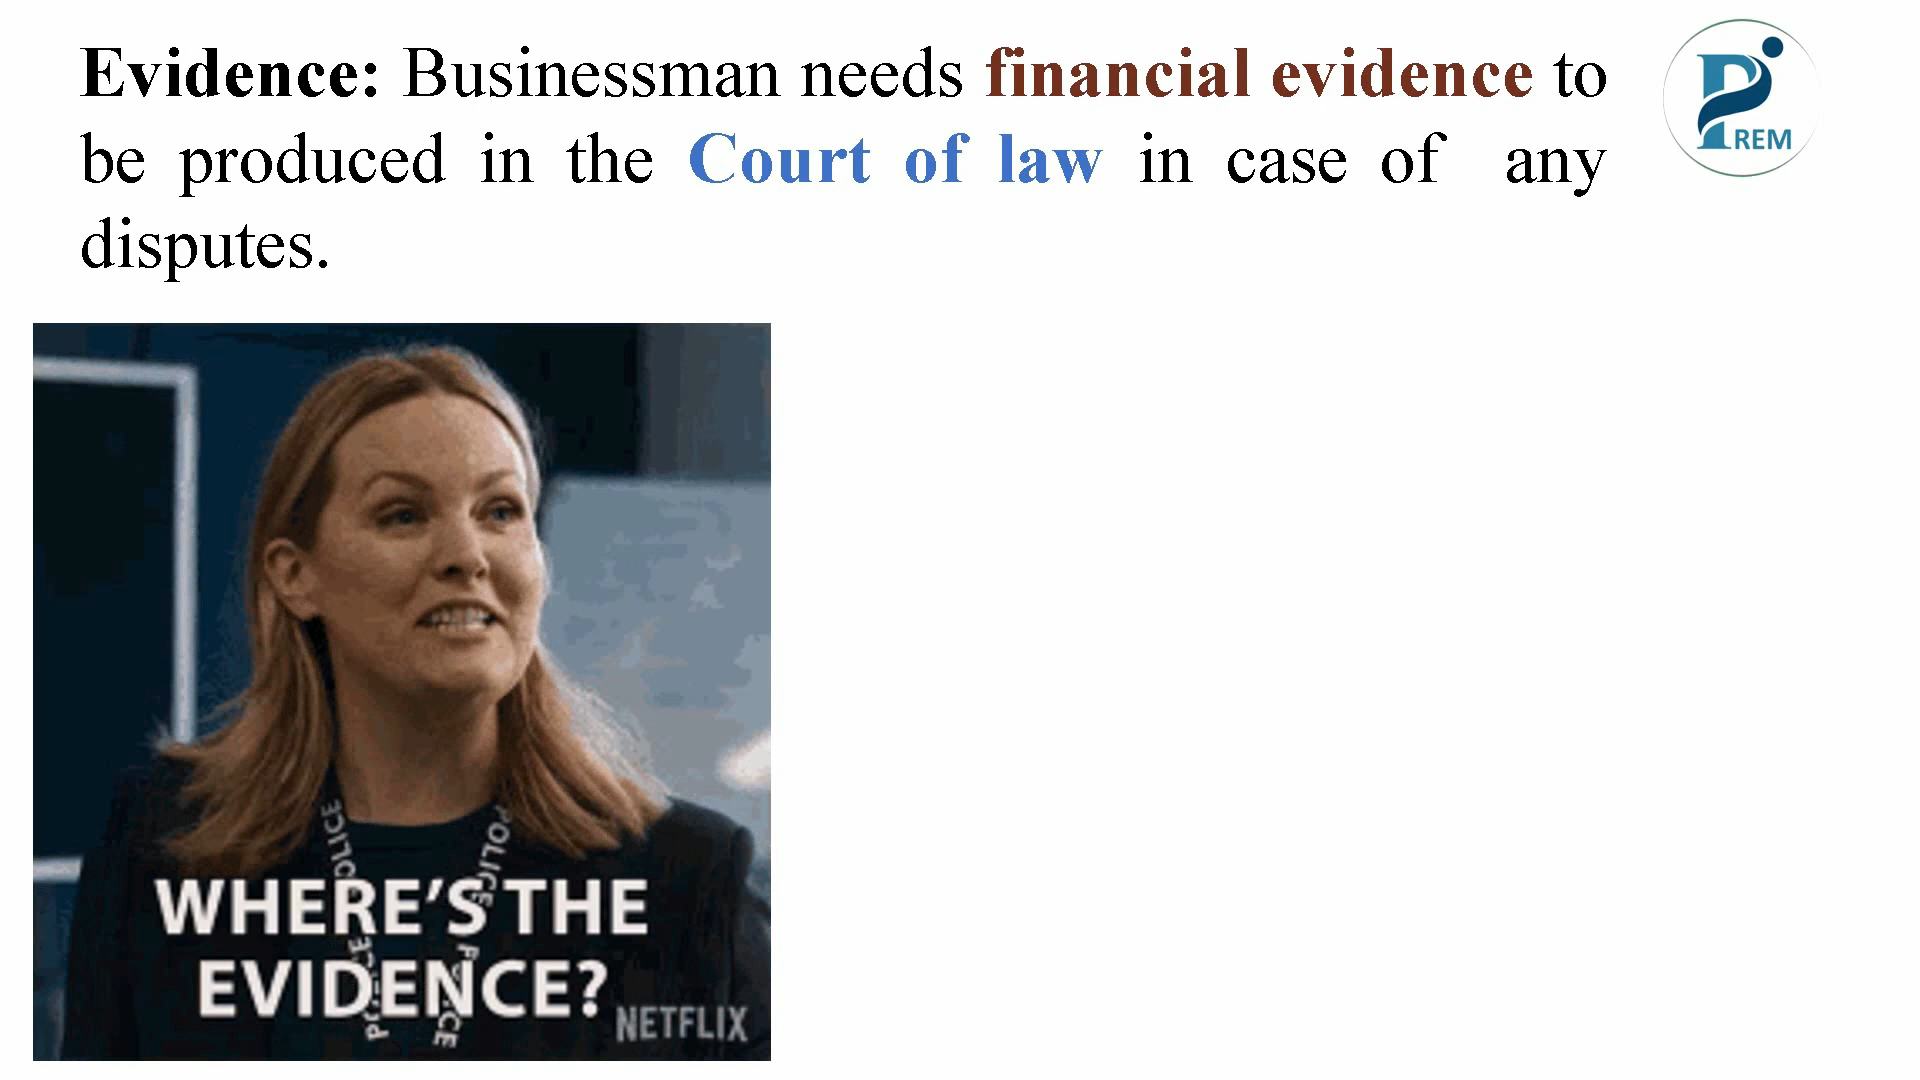 Evidence: Businessman needs financial evidence to
be produced in the Court of law in case of any
disputes.
PREM
POLICE
POLICE
WHERE'S THE
EVIDENCE?
NETFLIX